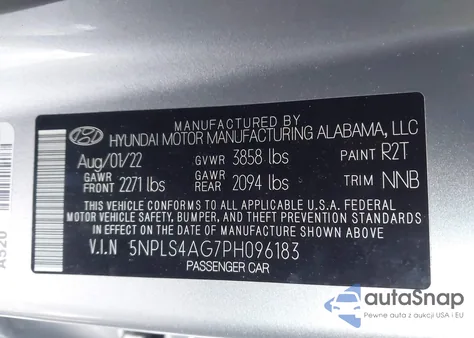 MANUFACTURED BY
HYUNDAI MOTOR MANUFACTURING ALABAMA, LLC
Aug/01/22 GVWR 3858 lbs PAINT R2T
GAWR FRONT 2271 lbs GAWR REAR 2094 lbs TRIM NNB
THIS VEHICLE CONFORMS TO ALL APPLICABLE U.S.A. FEDERAL
MOTOR VEHICLE SAFETY, BUMPER, AND THEFT PREVENTION STANDARDS
IN EFFECT ON THE DATE OF MANUFACTURE SHOWN ABOVE.
V.I.N 5NPLS4AG7PH096183
PASSENGER CAR
A520
autoSnap
Pewne auta z aukcji USA i EU